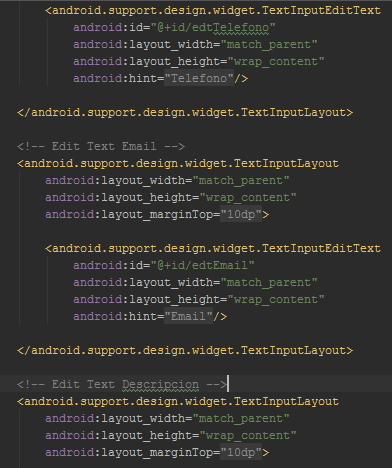 <android.support.design.widget.TextInputEditText
android:id="@+id/edtTelefono"
android:layout_width="match_parent"
android:layout_height="wrap_content"
android:hint="Telefono"/>
</android.support.design.widget.TextInputLayout>
<!-- Edit Text Email -->
<android.support.design.widget.TextInputLayout
android:layout_width="match_parent"
android:layout_height="wrap_content"
android:layout_marginTop="10dp">
<android.support.design.widget.TextInputEditText
android:id="@+id/edtEmail"
android:layout_width="match_parent"
android:layout_height="wrap_content"
android:hint="Email"/>
</android.support.design.widget.TextInputLayout>
<!-- Edit Text Descripcion -->
<android.support.design.widget.TextInputLayout
android:layout_width="match_parent"
android:layout_height="wrap_content"
android:layout_marginTop="10dp">